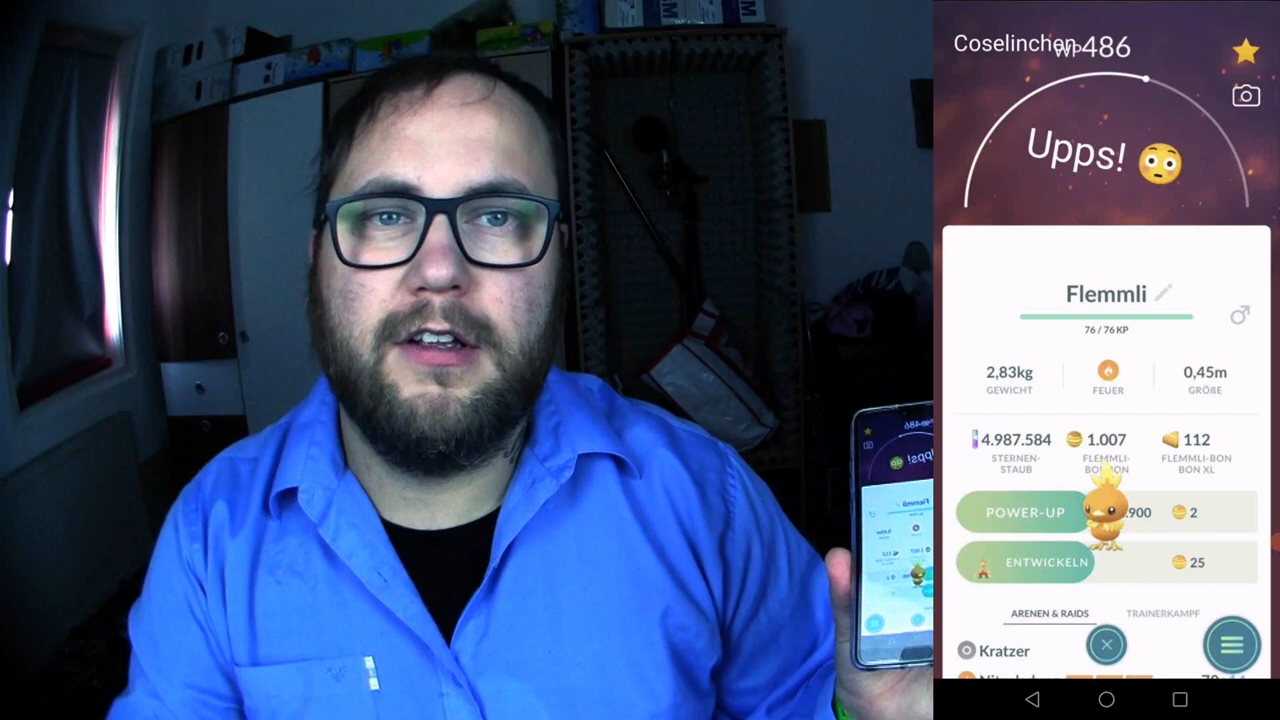 Coselinchen
WP486
Upps! 😳
Flemmli
76 / 76 KP
2,83kg
GEWICHT
FEUER
0,45m
GRÖẞE
4.987.584
STERNEN-
STAUB
1.007
FLEMMLI-
112
FLEMMLI-BON
BON XL
POWER-UP
2
ENTWICKELN
25
ARENEN & RAIDS
TRAINERKAMPF
Kratzer